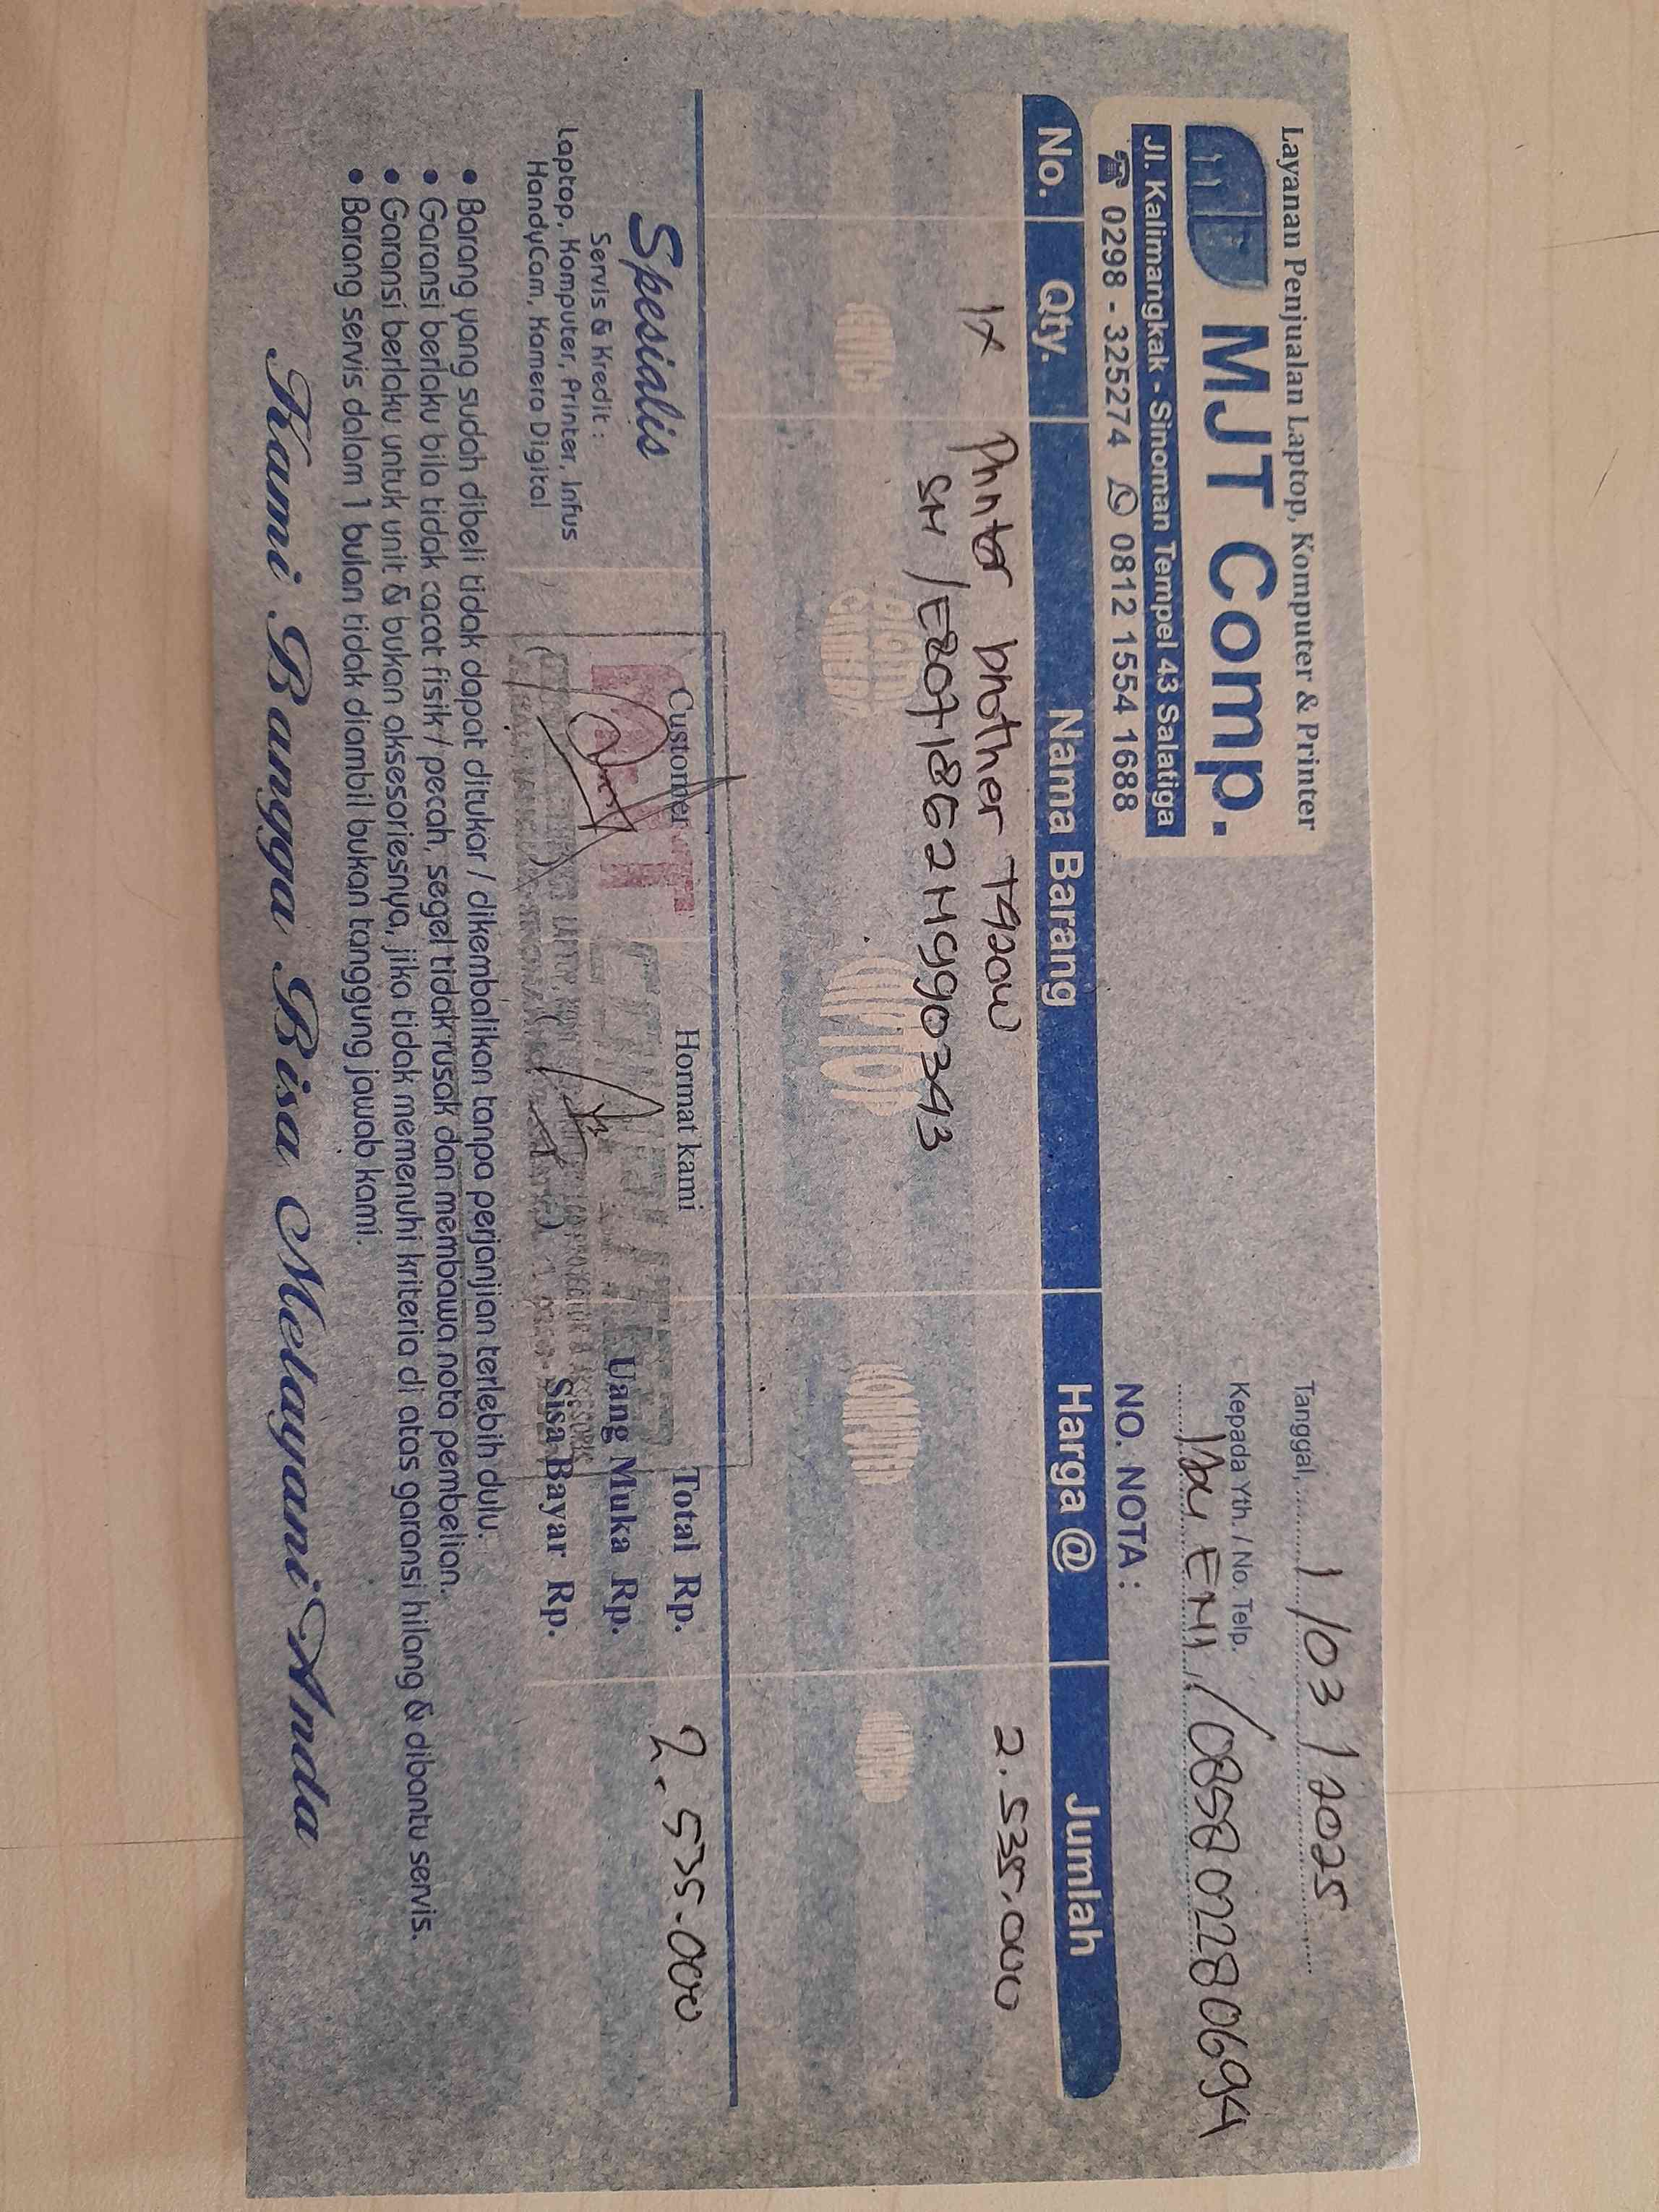 Layanan Penjualan Laptop, Komputer & Printer
MJT Comp.
Jl. Kalimangkak - Sinoman Tempel 43 Salatiga
0298 - 325274 0812 1554 1688
Tanggal, 1/03/2025
Kepada Yth. / No. Telp.
Ibu ENI / 085802280694
NO. NOTA :
No. Qty. Nama Barang Harga @ Jumlah
1x Printer brother T920W 2.535.000
SN / E80718G2H990393
Spesialis
Servis & Kredit :
Laptop, Komputer, Printer, Infus
HandyCam, Kamera Digital
Customer
Hormat kami
Total Rp. 2.535.000
Uang Muka Rp.
Sisa Bayar Rp.
• Barang yang sudah dibeli tidak dapat ditukar / dikembalikan tanpa perjanjian terlebih dulu.
• Garansi berlaku bila tidak cacat fisik / pecah, segel tidak rusak dan membawa nota pembelian.
• Garansi berlaku untuk unit & bukan aksesoriesnya, jika tidak memenuhi kriteria di atas garansi hilang & dibantu servis.
• Barang servis dalam 1 bulan tidak diambil bukan tanggung jawab kami.
Kami Bangga Bisa Melayani Anda